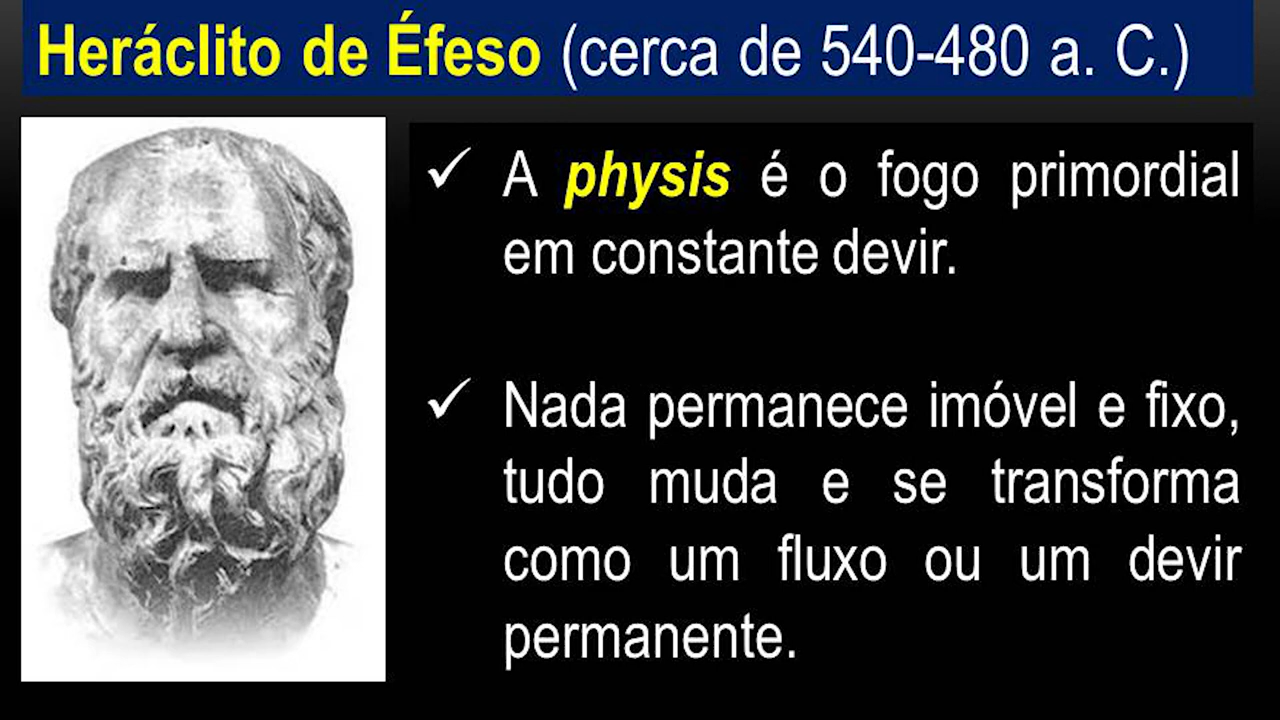 Heráclito de Éfeso (cerca de 540-480 a. C.)
✓ A physis é o fogo primordial
em constante devir.
✓ Nada permanece imóvel e fixo,
tudo muda e se transforma
como um fluxo ou um devir
permanente.